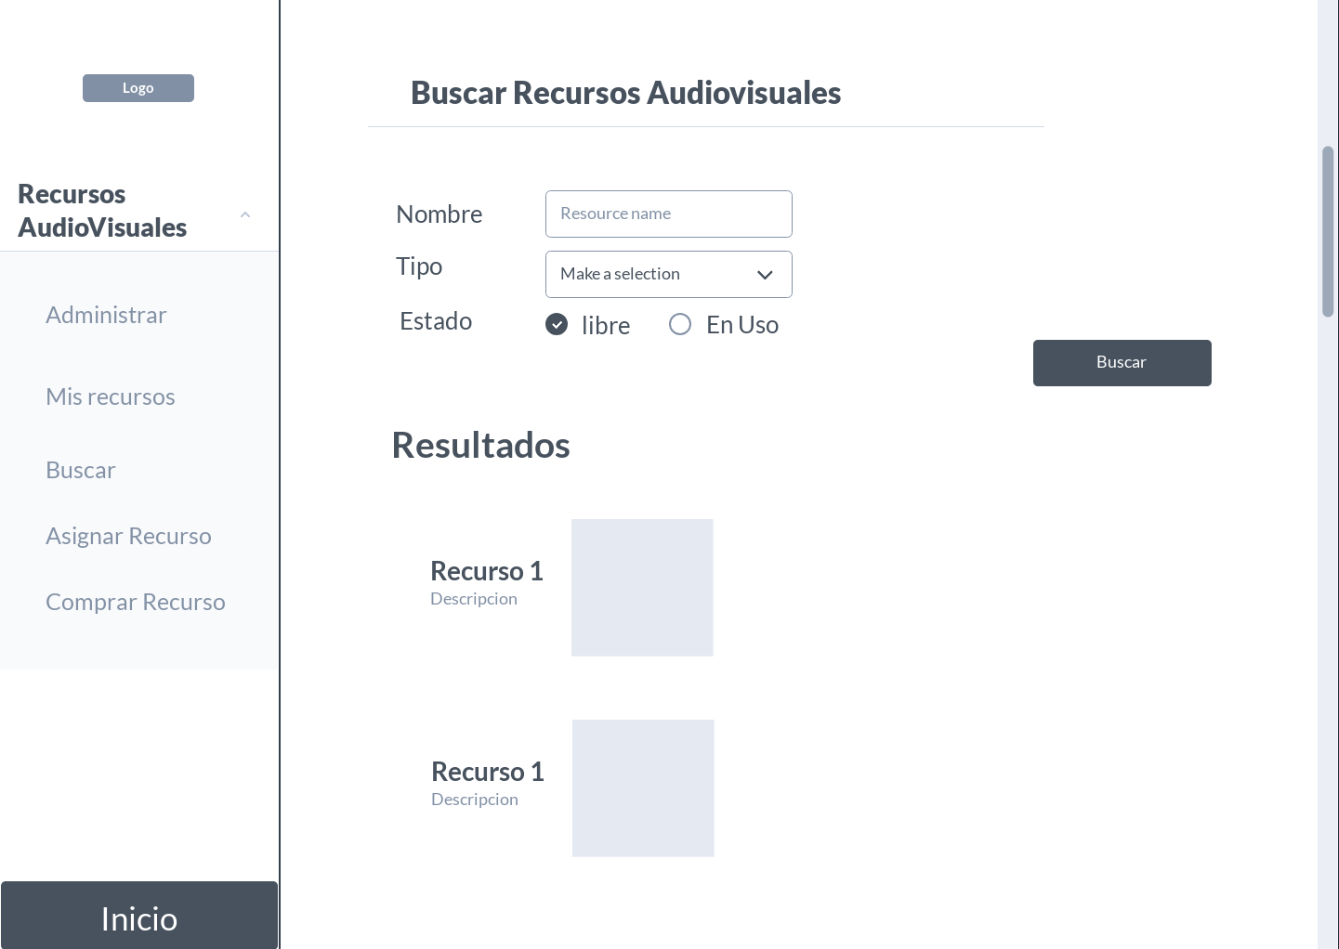 Logo
Recursos
AudioVisuales
Administrar
Mis recursos
Buscar
Asignar Recurso
Comprar Recurso
Inicio
Buscar Recursos Audiovisuales
Nombre
Resource name
Tipo
Make a selection
Estado
libre
En Uso
Buscar
Resultados
Recurso 1
Descripcion
Recurso 1
Descripcion